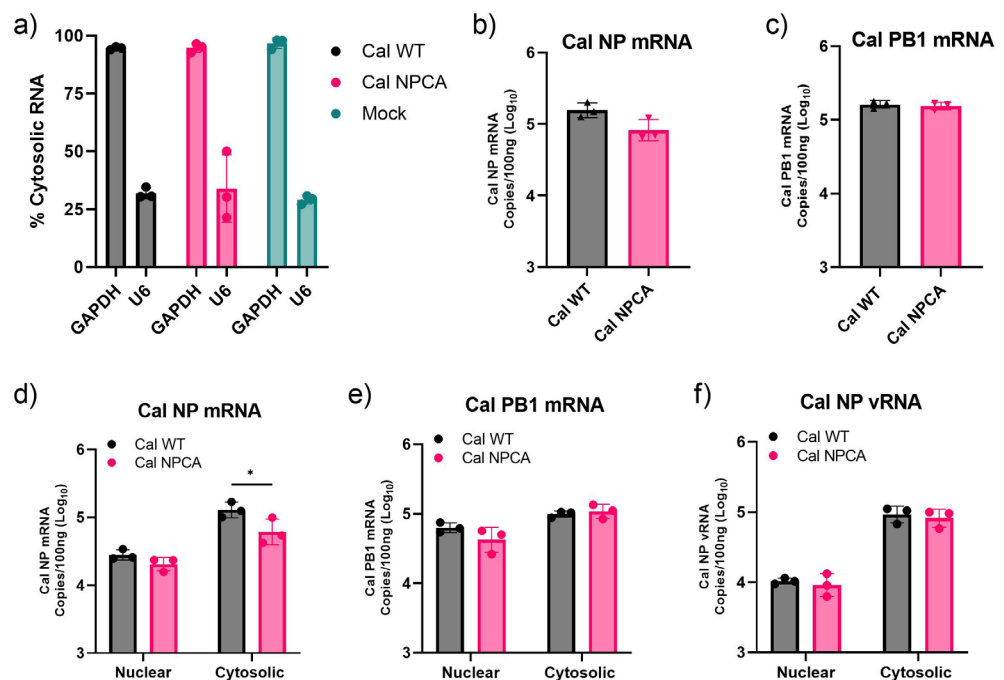 a)
% Cytosolic RNA
100
75
50
25
0
GAPDH
U6
GAPDH
U6
GAPDH
U6
Cal WT
Cal NPCA
Mock
b)
Cal NP mRNA
Cal NP mRNA
Copies/100ng (Log10)
6
5
4
3
Cal WT
Cal NPCA
c)
Cal PB1 mRNA
Cal PB1 mRNA
Copies/100ng (Log10)
6
5
4
3
Cal WT
Cal NPCA
d)
Cal NP mRNA
Cal WT
Cal NPCA
Cal NP mRNA
Copies/100ng (Log10)
6
5
4
3
*
Nuclear
Cytosolic
e)
Cal PB1 mRNA
Cal WT
Cal NPCA
Cal PB1 mRNA
Copies/100ng (Log10)
6
5
4
3
Nuclear
Cytosolic
f)
Cal NP vRNA
Cal WT
Cal NPCA
Cal NP vRNA
Copies/100ng (Log10)
6
5
4
3
Nuclear
Cytosolic